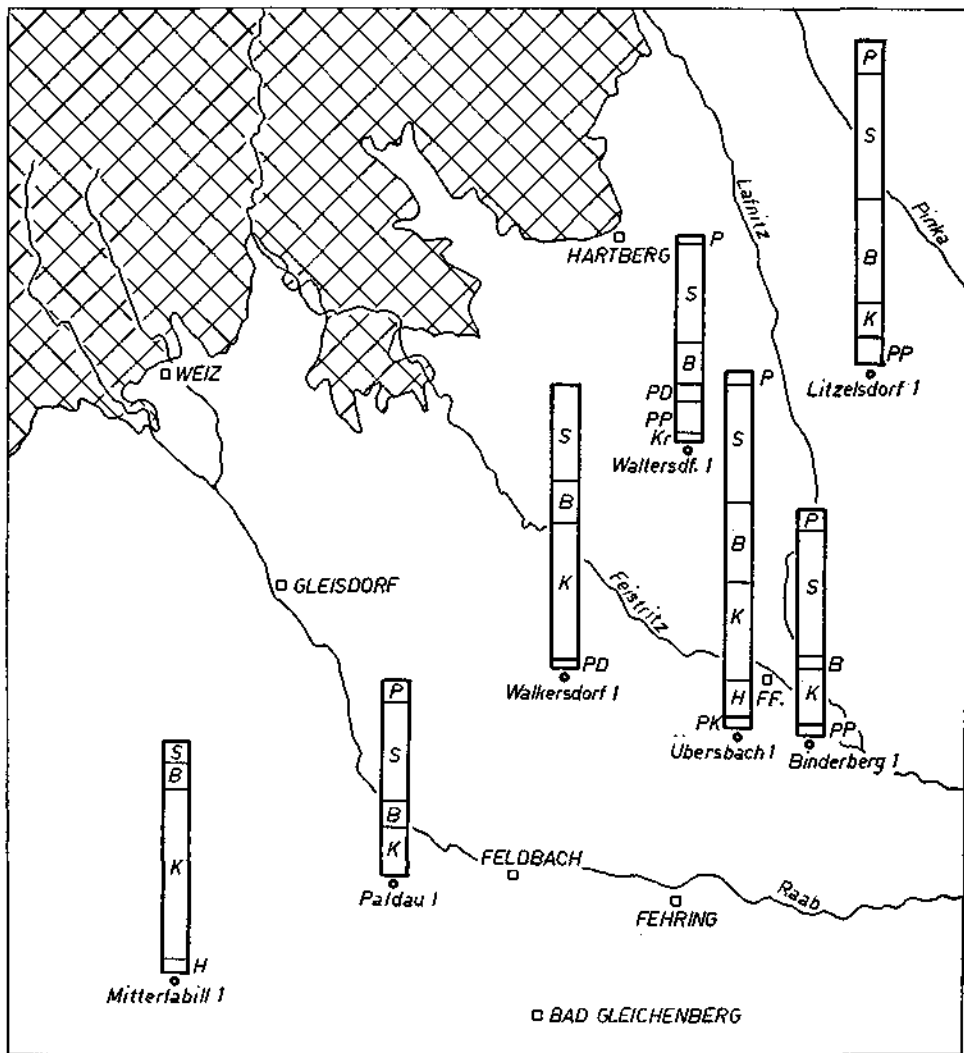 P
S
B
K
PP
Litzelsdorf 1
Pinka
Lafnitz
HARTBERG
P
S
B
PD
PP
Kr
Waltersdf. 1
WEIZ
P
S
B
K
H
PK
Übersbach 1
S
B
K
PD
Walkersdorf 1
P
S
B
K
PP
Binderberg 1
Feistritz
FF.
GLEISDORF
P
S
B
K
Paldau 1
S
B
K
H
Mitterlabill 1
FELDBACH
FEHRING
Raab
BAD GLEICHENBERG